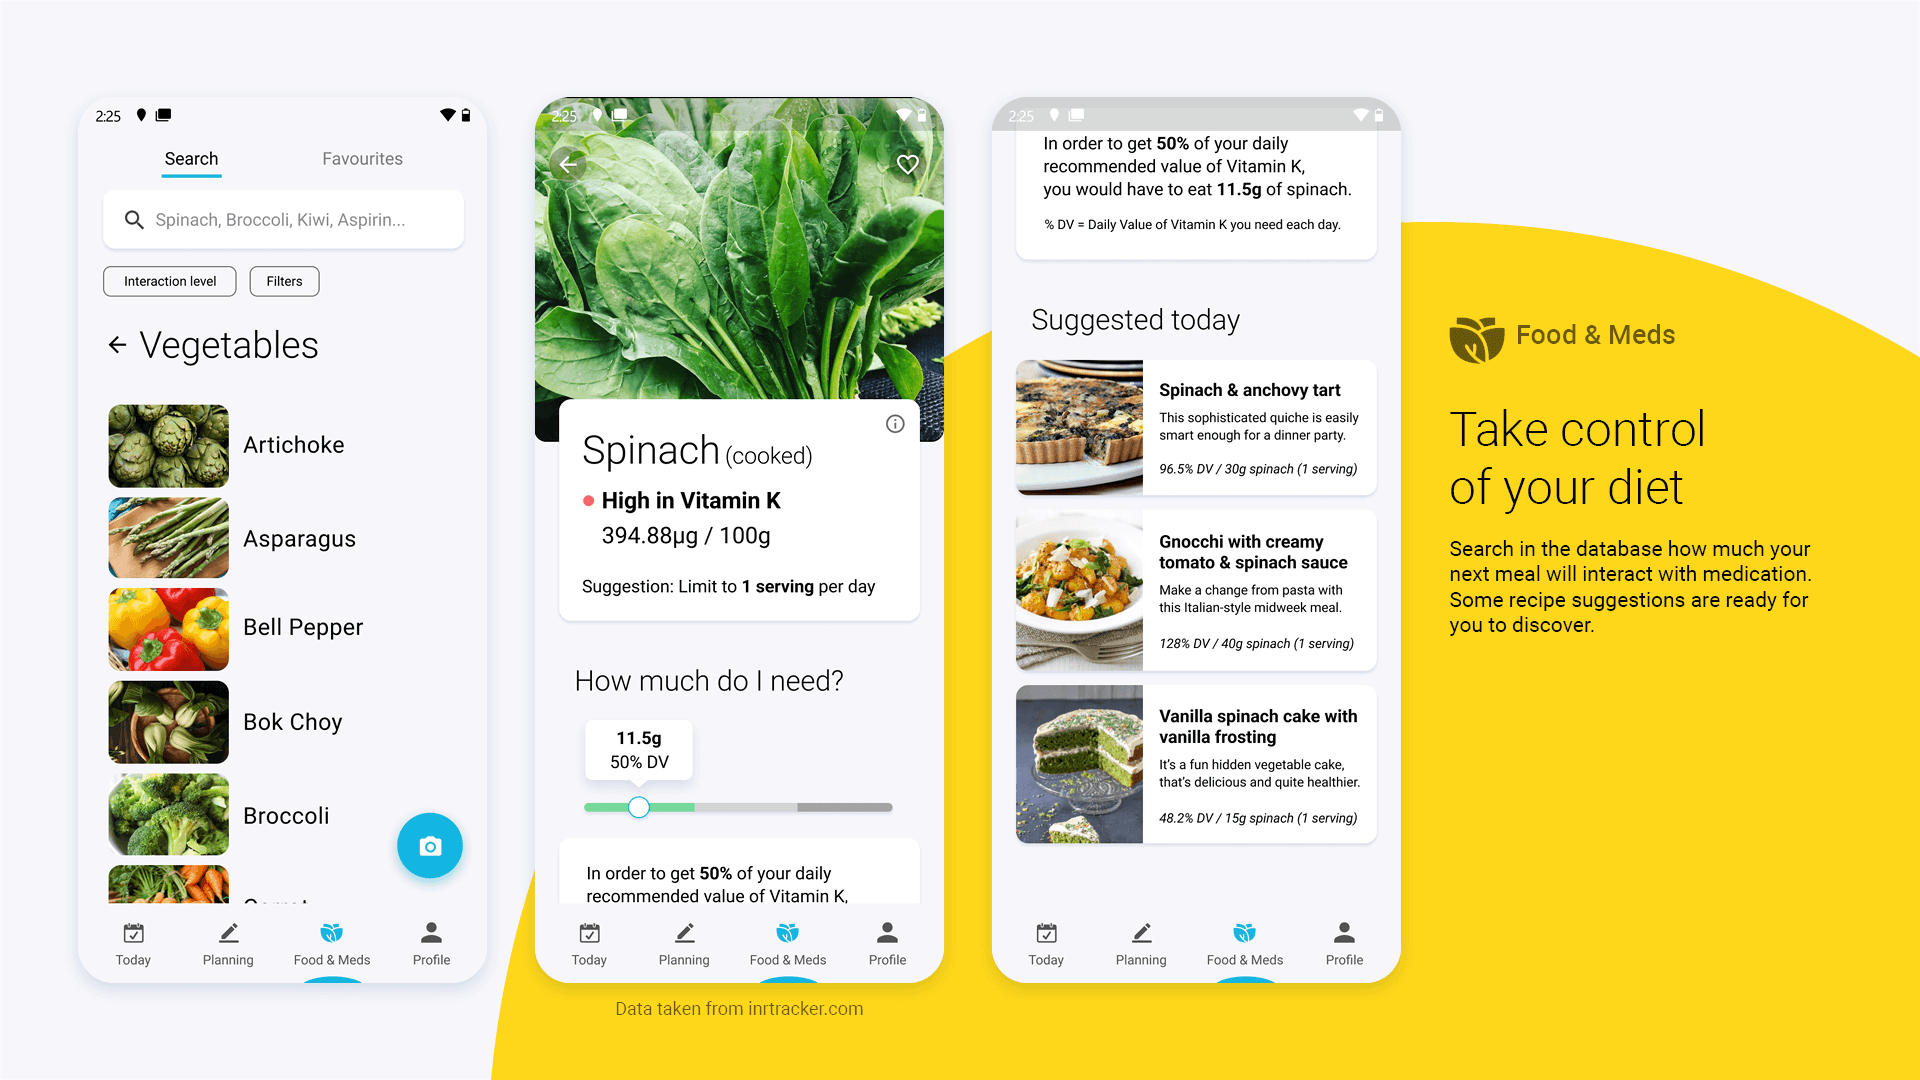 2:25
Search
Favourites
Spinach, Broccoli, Kiwi, Aspirin...
Interaction level
Filters
Vegetables
Artichoke
Asparagus
Bell Pepper
Bok Choy
Broccoli
Today
Planning
Food & Meds
Profile
2:25
Spinach (cooked)
High in Vitamin K
394.88µg / 100g
Suggestion: Limit to 1 serving per day
How much do I need?
11.5g
50% DV
In order to get 50% of your daily
recommended value of Vitamin K,
Today
Planning
Food & Meds
Profile
Data taken from inrtracker.com
2:25
In order to get 50% of your daily
recommended value of Vitamin K,
you would have to eat 11.5g of spinach.
% DV = Daily Value of Vitamin K you need each day.
Suggested today
Spinach & anchovy tart
This sophisticated quiche is easily
smart enough for a dinner party.
96.5% DV / 30g spinach (1 serving)
Gnocchi with creamy
tomato & spinach sauce
Make a change from pasta with
this Italian-style midweek meal.
128% DV / 40g spinach (1 serving)
Vanilla spinach cake with
vanilla frosting
It's a fun hidden vegetable cake,
that's delicious and quite healthier.
48.2% DV / 15g spinach (1 serving)
Today
Planning
Food & Meds
Profile
Food & Meds
Take control
of your diet
Search in the database how much your
next meal will interact with medication.
Some recipe suggestions are ready for
you to discover.